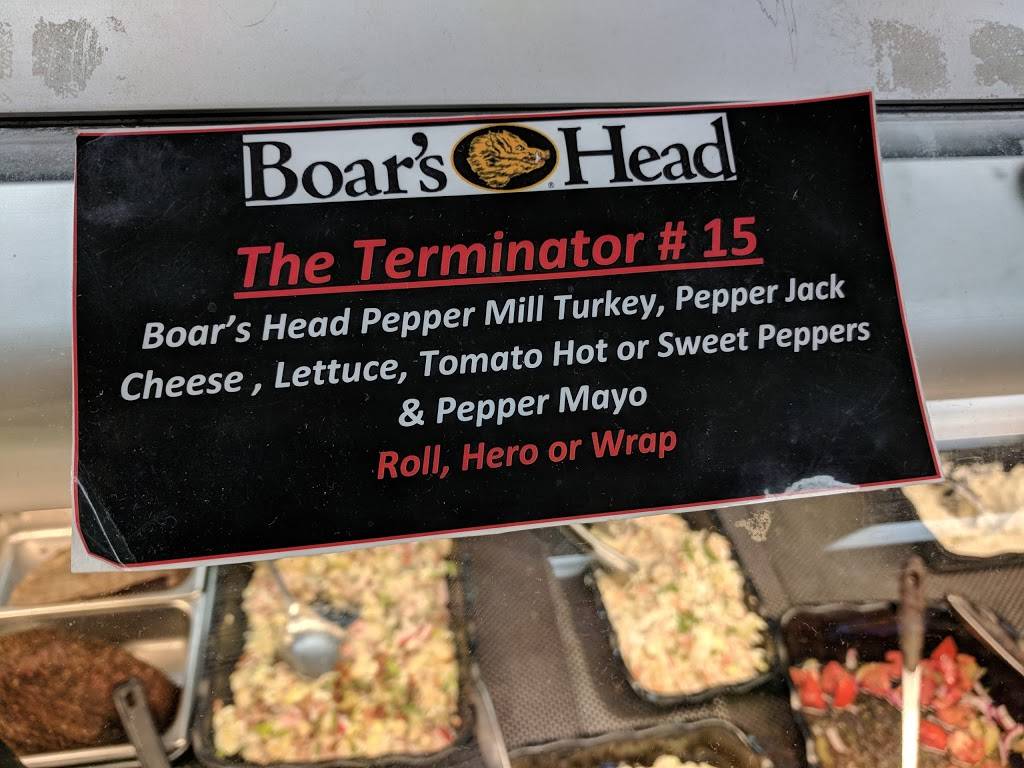 Boar's Head
The Terminator # 15
Boar's Head Pepper Mill Turkey, Pepper Jack
Cheese , Lettuce, Tomato Hot or Sweet Peppers
& Pepper Mayo
Roll, Hero or Wrap